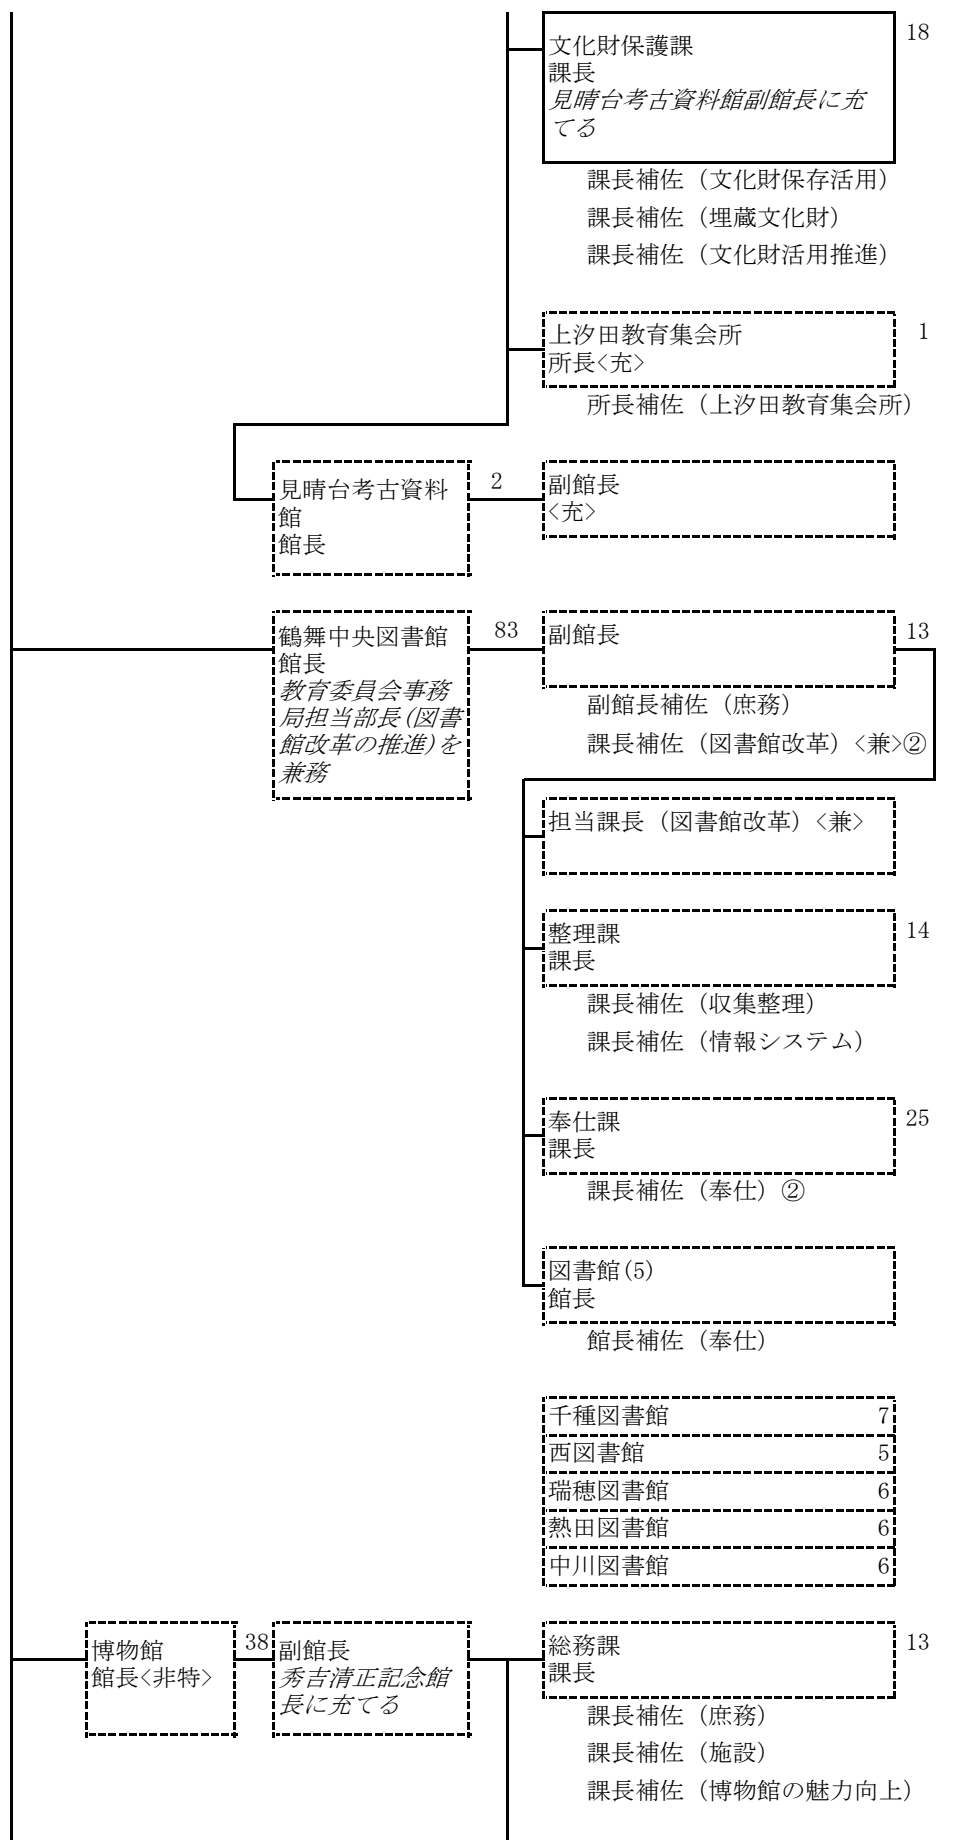 文化財保護課
18
課長
見晴台考古資料館副館長に充
てる
課長補佐（文化財保存活用）
課長補佐（埋蔵文化財）
課長補佐（文化財活用推進）
上汐田教育集会所
1
所長<充>
所長補佐（上汐田教育集会所）
見晴台考古資料
館
館長
2
副館長
<充>
鶴舞中央図書館
館長
教育委員会事務
局担当部長(図書
館改革の推進)を
兼務
83
副館長
13
副館長補佐（庶務）
課長補佐（図書館改革）<兼>②
担当課長（図書館改革）<兼>
整理課
14
課長
課長補佐（収集整理）
課長補佐（情報システム）
奉仕課
25
課長
課長補佐（奉仕）②
図書館(5)
館長
館長補佐（奉仕）
千種図書館 7
西図書館 5
瑞穂図書館 6
熱田図書館 6
中川図書館 6
博物館
館長<非特>
38
副館長
秀吉清正記念館
長に充てる
総務課
13
課長
課長補佐（庶務）
課長補佐（施設）
課長補佐（博物館の魅力向上）